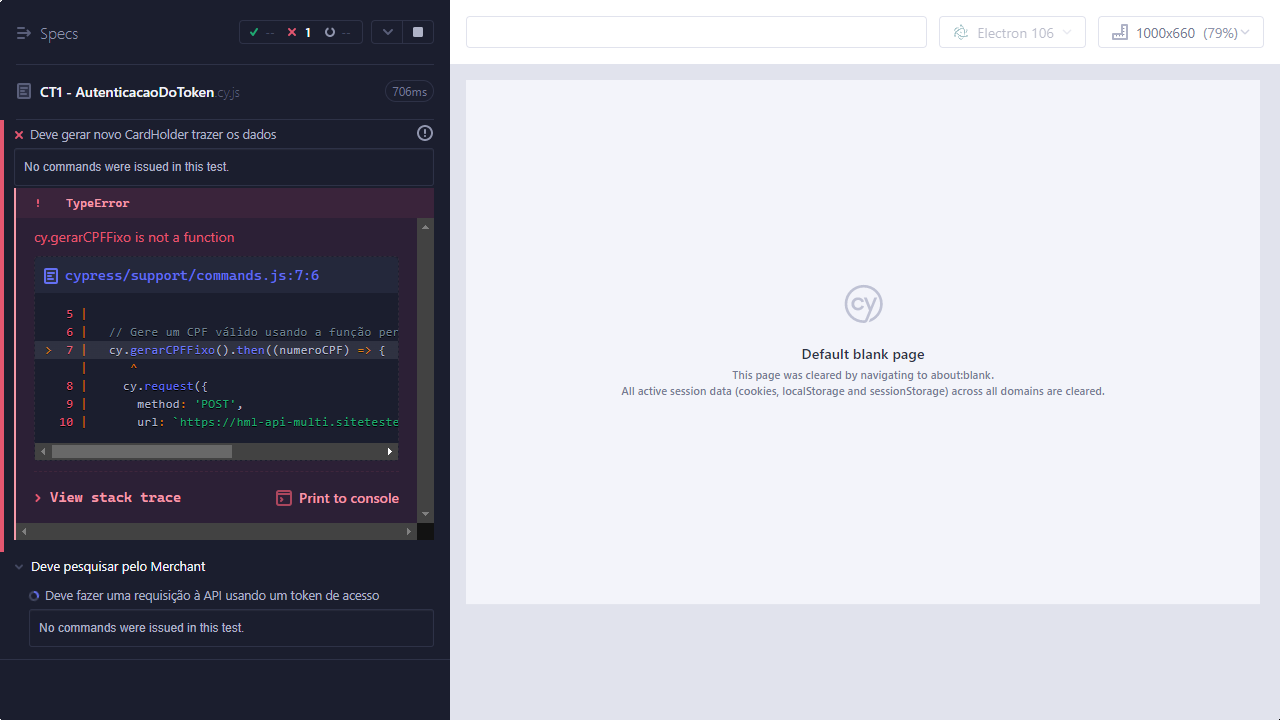 Specs
-- 1 --
CT1 - AutenticacaoDoToken.cy.js
706ms
Deve gerar novo CardHolder trazer os dados
No commands were issued in this test.
! TypeError
cy.gerarCPFFixo is not a function
cypress/support/commands.js:7:6
5 |
6 | // Gere um CPF válido usando a função per
> 7 | cy.gerarCPFFixo().then((numeroCPF) => {
| ^
8 | cy.request({
9 | method: 'POST',
10 | url: `https://hml-api-multi.siteteste
> View stack trace
Print to console
Deve pesquisar pelo Merchant
Deve fazer uma requisição à API usando um token de acesso
No commands were issued in this test.
Electron 106
1000x660 (79%)
cy
Default blank page
This page was cleared by navigating to about:blank.
All active session data (cookies, localStorage and sessionStorage) across all domains are cleared.